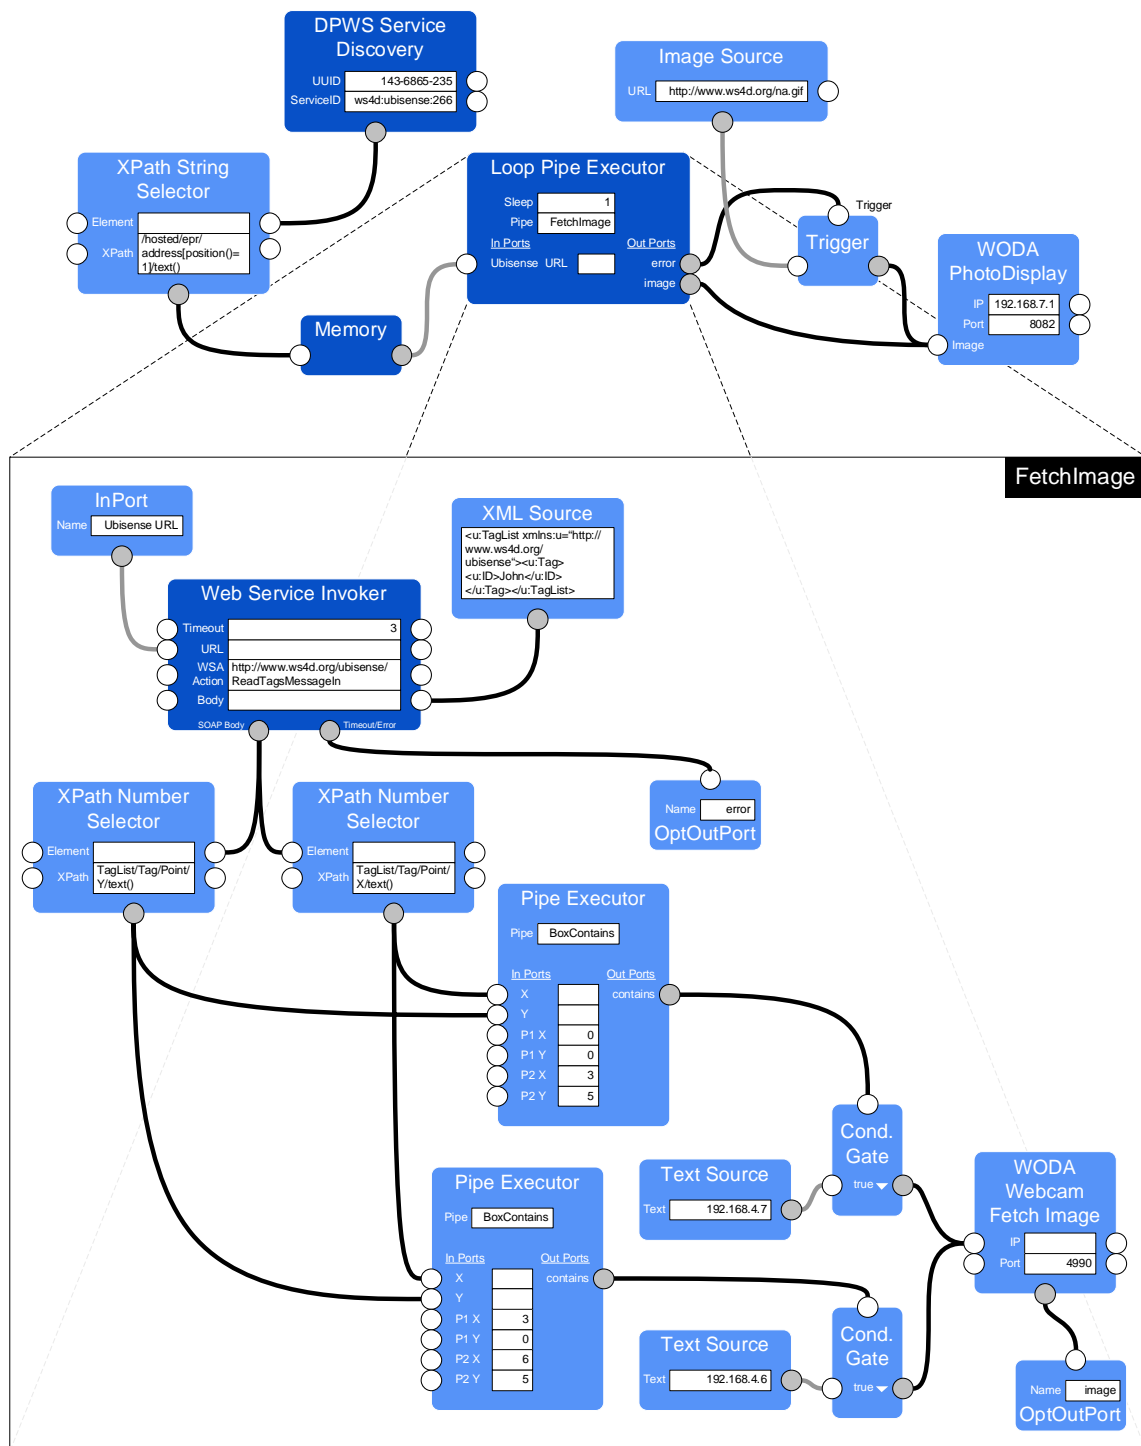 DPWS Service
Discovery
UUID 143-6865-235
ServiceID ws4d:ubisense:266
Image Source
URL http://www.ws4d.org/na.gif
XPath String
Selector
Element
XPath /hosted/epr/
address[position()=
1]/text()
Loop Pipe Executor
Sleep 1
Pipe FetchImage
In Ports Out Ports
Ubisense URL error
image
Trigger
Trigger
WODA
PhotoDisplay
IP 192.168.7.1
Port 8082
Image
Memory
FetchImage
InPort
Name Ubisense URL
XML Source
<u:TagList xmlns:u="http://
www.ws4d.org/
ubisense"><u:Tag>
<u:ID>John</u:ID>
</u:Tag></u:TagList>
Web Service Invoker
Timeout 3
URL
WSA
Action
http://www.ws4d.org/ubisense/
ReadTagsMessageIn
Body
SOAP Body Timeout/Error
Name error
OptOutPort
XPath Number
Selector
Element
XPath TagList/Tag/Point/
Y/text()
XPath Number
Selector
Element
XPath TagList/Tag/Point/
X/text()
Pipe Executor
Pipe BoxContains
In Ports Out Ports
X contains
Y
P1 X 0
P1 Y 0
P2 X 3
P2 Y 5
Cond.
Gate
true
Text Source
Text 192.168.4.7
WODA
Webcam
Fetch Image
IP
Port 4990
Pipe Executor
Pipe BoxContains
In Ports Out Ports
X contains
Y
P1 X 3
P1 Y 0
P2 X 6
P2 Y 5
Cond.
Gate
true
Text Source
Text 192.168.4.6
Name image
OptOutPort